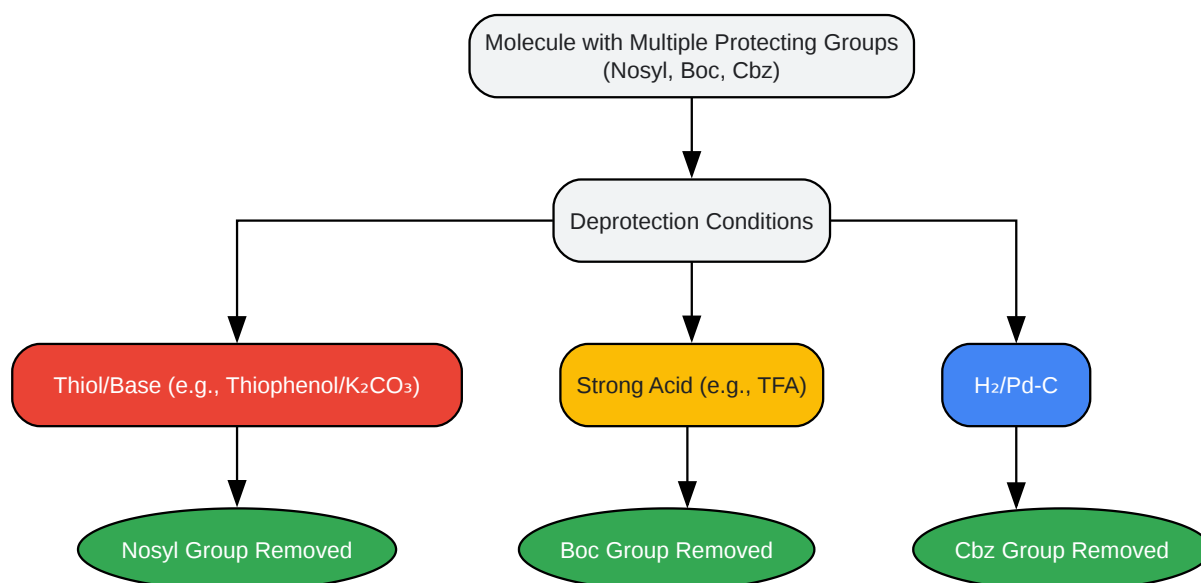 Molecule with Multiple Protecting Groups
(Nosyl, Boc, Cbz)
Deprotection Conditions
Thiol/Base (e.g., Thiophenol/K₂CO₃)
Strong Acid (e.g., TFA)
H₂/Pd-C
Nosyl Group Removed
Boc Group Removed
Cbz Group Removed